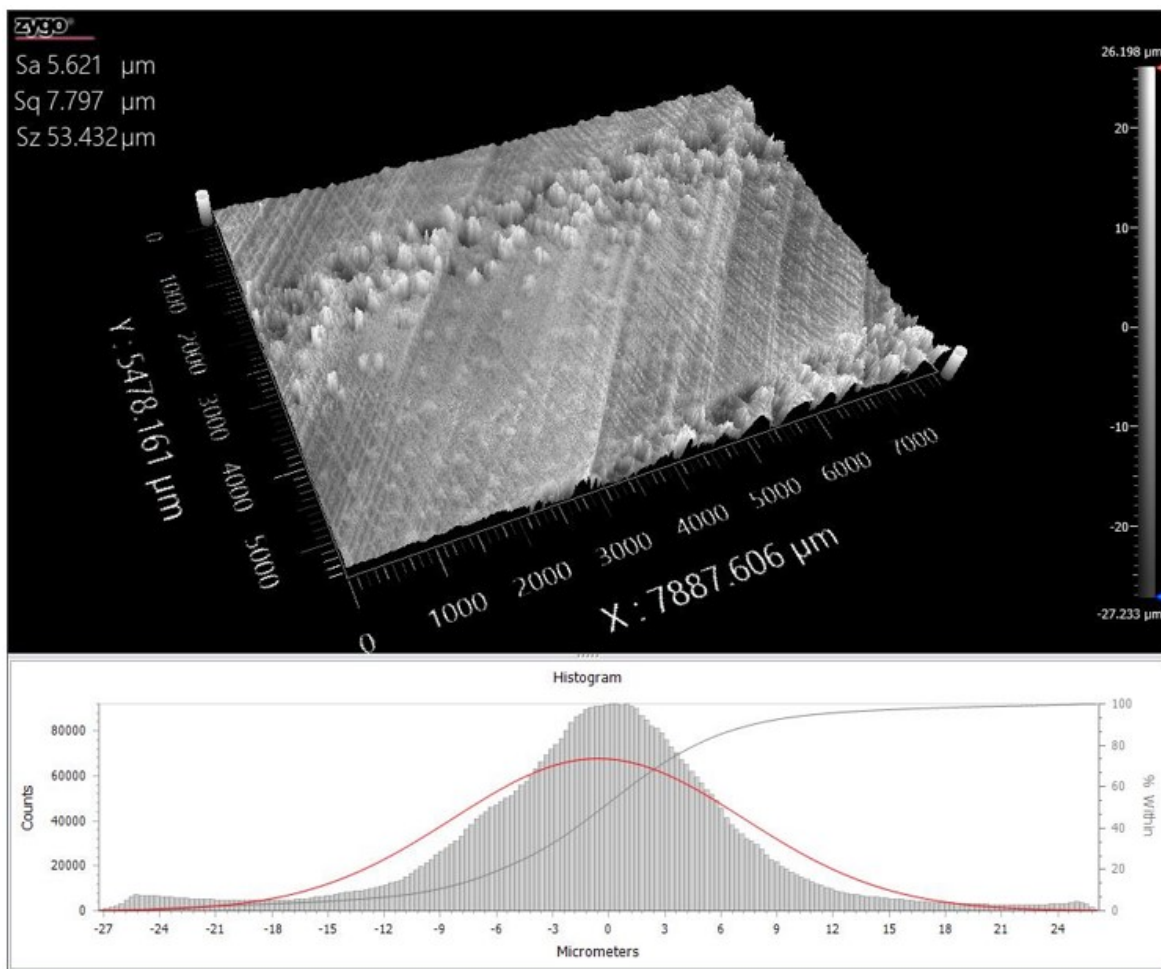 zygo®
Sa 5.621 µm
Sq 7.797 µm
Sz 53.432 µm
26.198 µm
20
10
0
-10
-20
-27.233 µm
0
1000
2000
3000
4000
5000
Y : 5478.161 µm
0
1000
2000
3000
4000
5000
6000
7000
X : 7887.606 µm
Histogram
Counts
80000
60000
40000
20000
0
100
80
60
40
20
0
% Within
-27 -24 -21 -18 -15 -12 -9 -6 -3 0 3 6 9 12 15 18 21 24
Micrometers